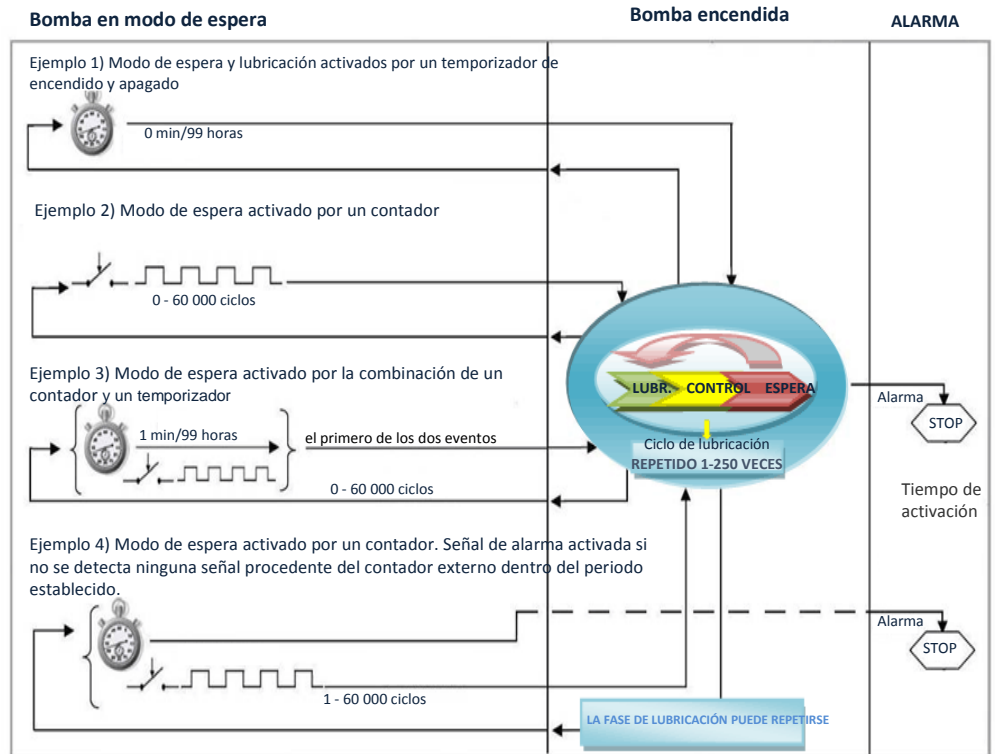 Bomba en modo de espera
Bomba encendida
ALARMA
Ejemplo 1) Modo de espera y lubricación activados por un temporizador de
encendido y apagado
0 min/99 horas
Ejemplo 2) Modo de espera activado por un contador
0 - 60 000 ciclos
Ejemplo 3) Modo de espera activado por la combinación de un
contador y un temporizador
1 min/99 horas
el primero de los dos eventos
0 - 60 000 ciclos
LUBR. CONTROL ESPERA
Ciclo de lubricación
REPETIDO 1-250 VECES
Alarma
STOP
Tiempo de
activación
Ejemplo 4) Modo de espera activado por un contador. Señal de alarma activada si
no se detecta ninguna señal procedente del contador externo dentro del periodo
establecido.
Alarma
STOP
1 - 60 000 ciclos
LA FASE DE LUBRICACIÓN PUEDE REPETIRSE